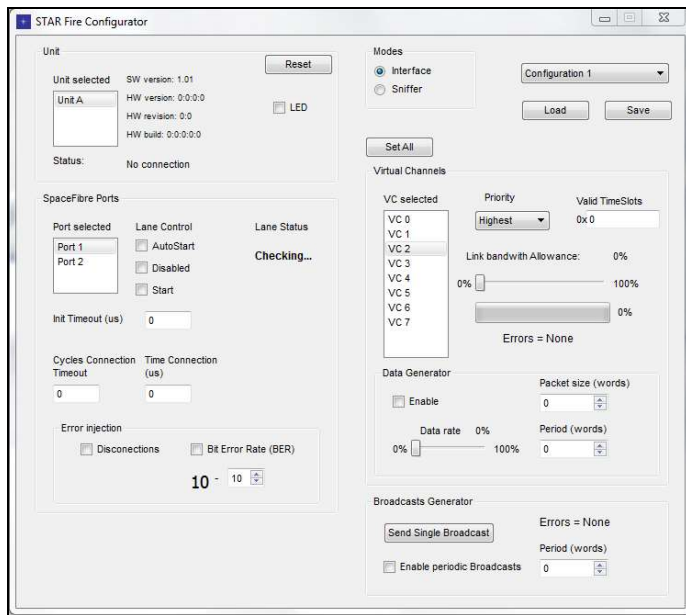 STAR Fire Configurator
Unit
Reset
Unit selected
SW version: 1.01
Unit A
HW version: 0:0:0:0
HW revision: 0:0
HW build: 0:0:0:0:0
LED
Status:
No connection
SpaceFibre Ports
Port selected
Lane Control
Lane Status
Port 1
Port 2
AutoStart
Disabled
Start
Checking...
Init Timeout (us)
0
Cycles Connection Timeout
Time Connection (us)
0
0
Error injection
Disconections
Bit Error Rate (BER)
10 - 10
Modes
Interface
Sniffer
Configuration 1
Load
Save
Set All
Virtual Channels
VC selected
Priority
Valid TimeSlots
VC 0
VC 1
VC 2
VC 3
VC 4
VC 5
VC 6
VC 7
Highest
0x 0
Link bandwith Allowance:
0%
0%
100%
0%
Errors = None
Data Generator
Enable
Packet size (words)
0
Data rate
0%
0%
100%
Period (words)
0
Broadcasts Generator
Send Single Broadcast
Errors = None
Enable periodic Broadcasts
Period (words)
0